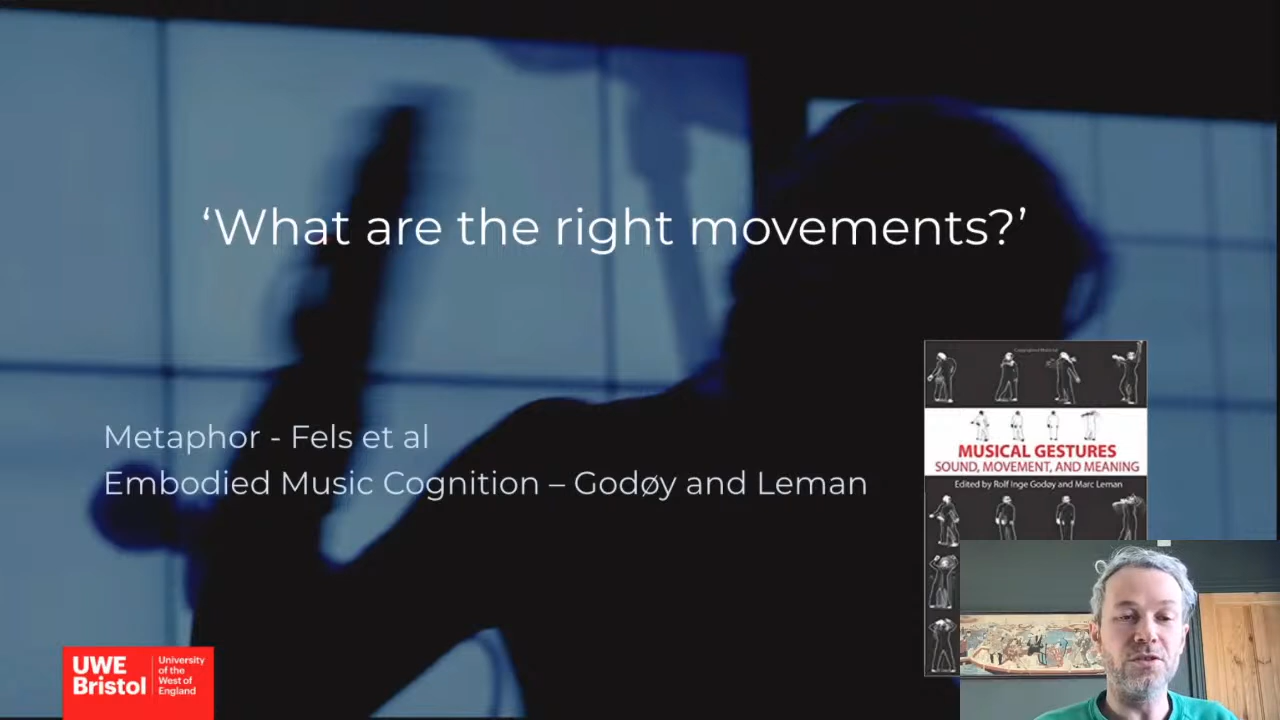 ‘What are the right movements?’
Metaphor - Fels et al
Embodied Music Cognition – Godøy and Leman
MUSICAL GESTURES
SOUND, MOVEMENT, AND MEANING
Edited by Rolf Inge Godøy and Marc Leman
UWE
Bristol
University
of the
West of
England